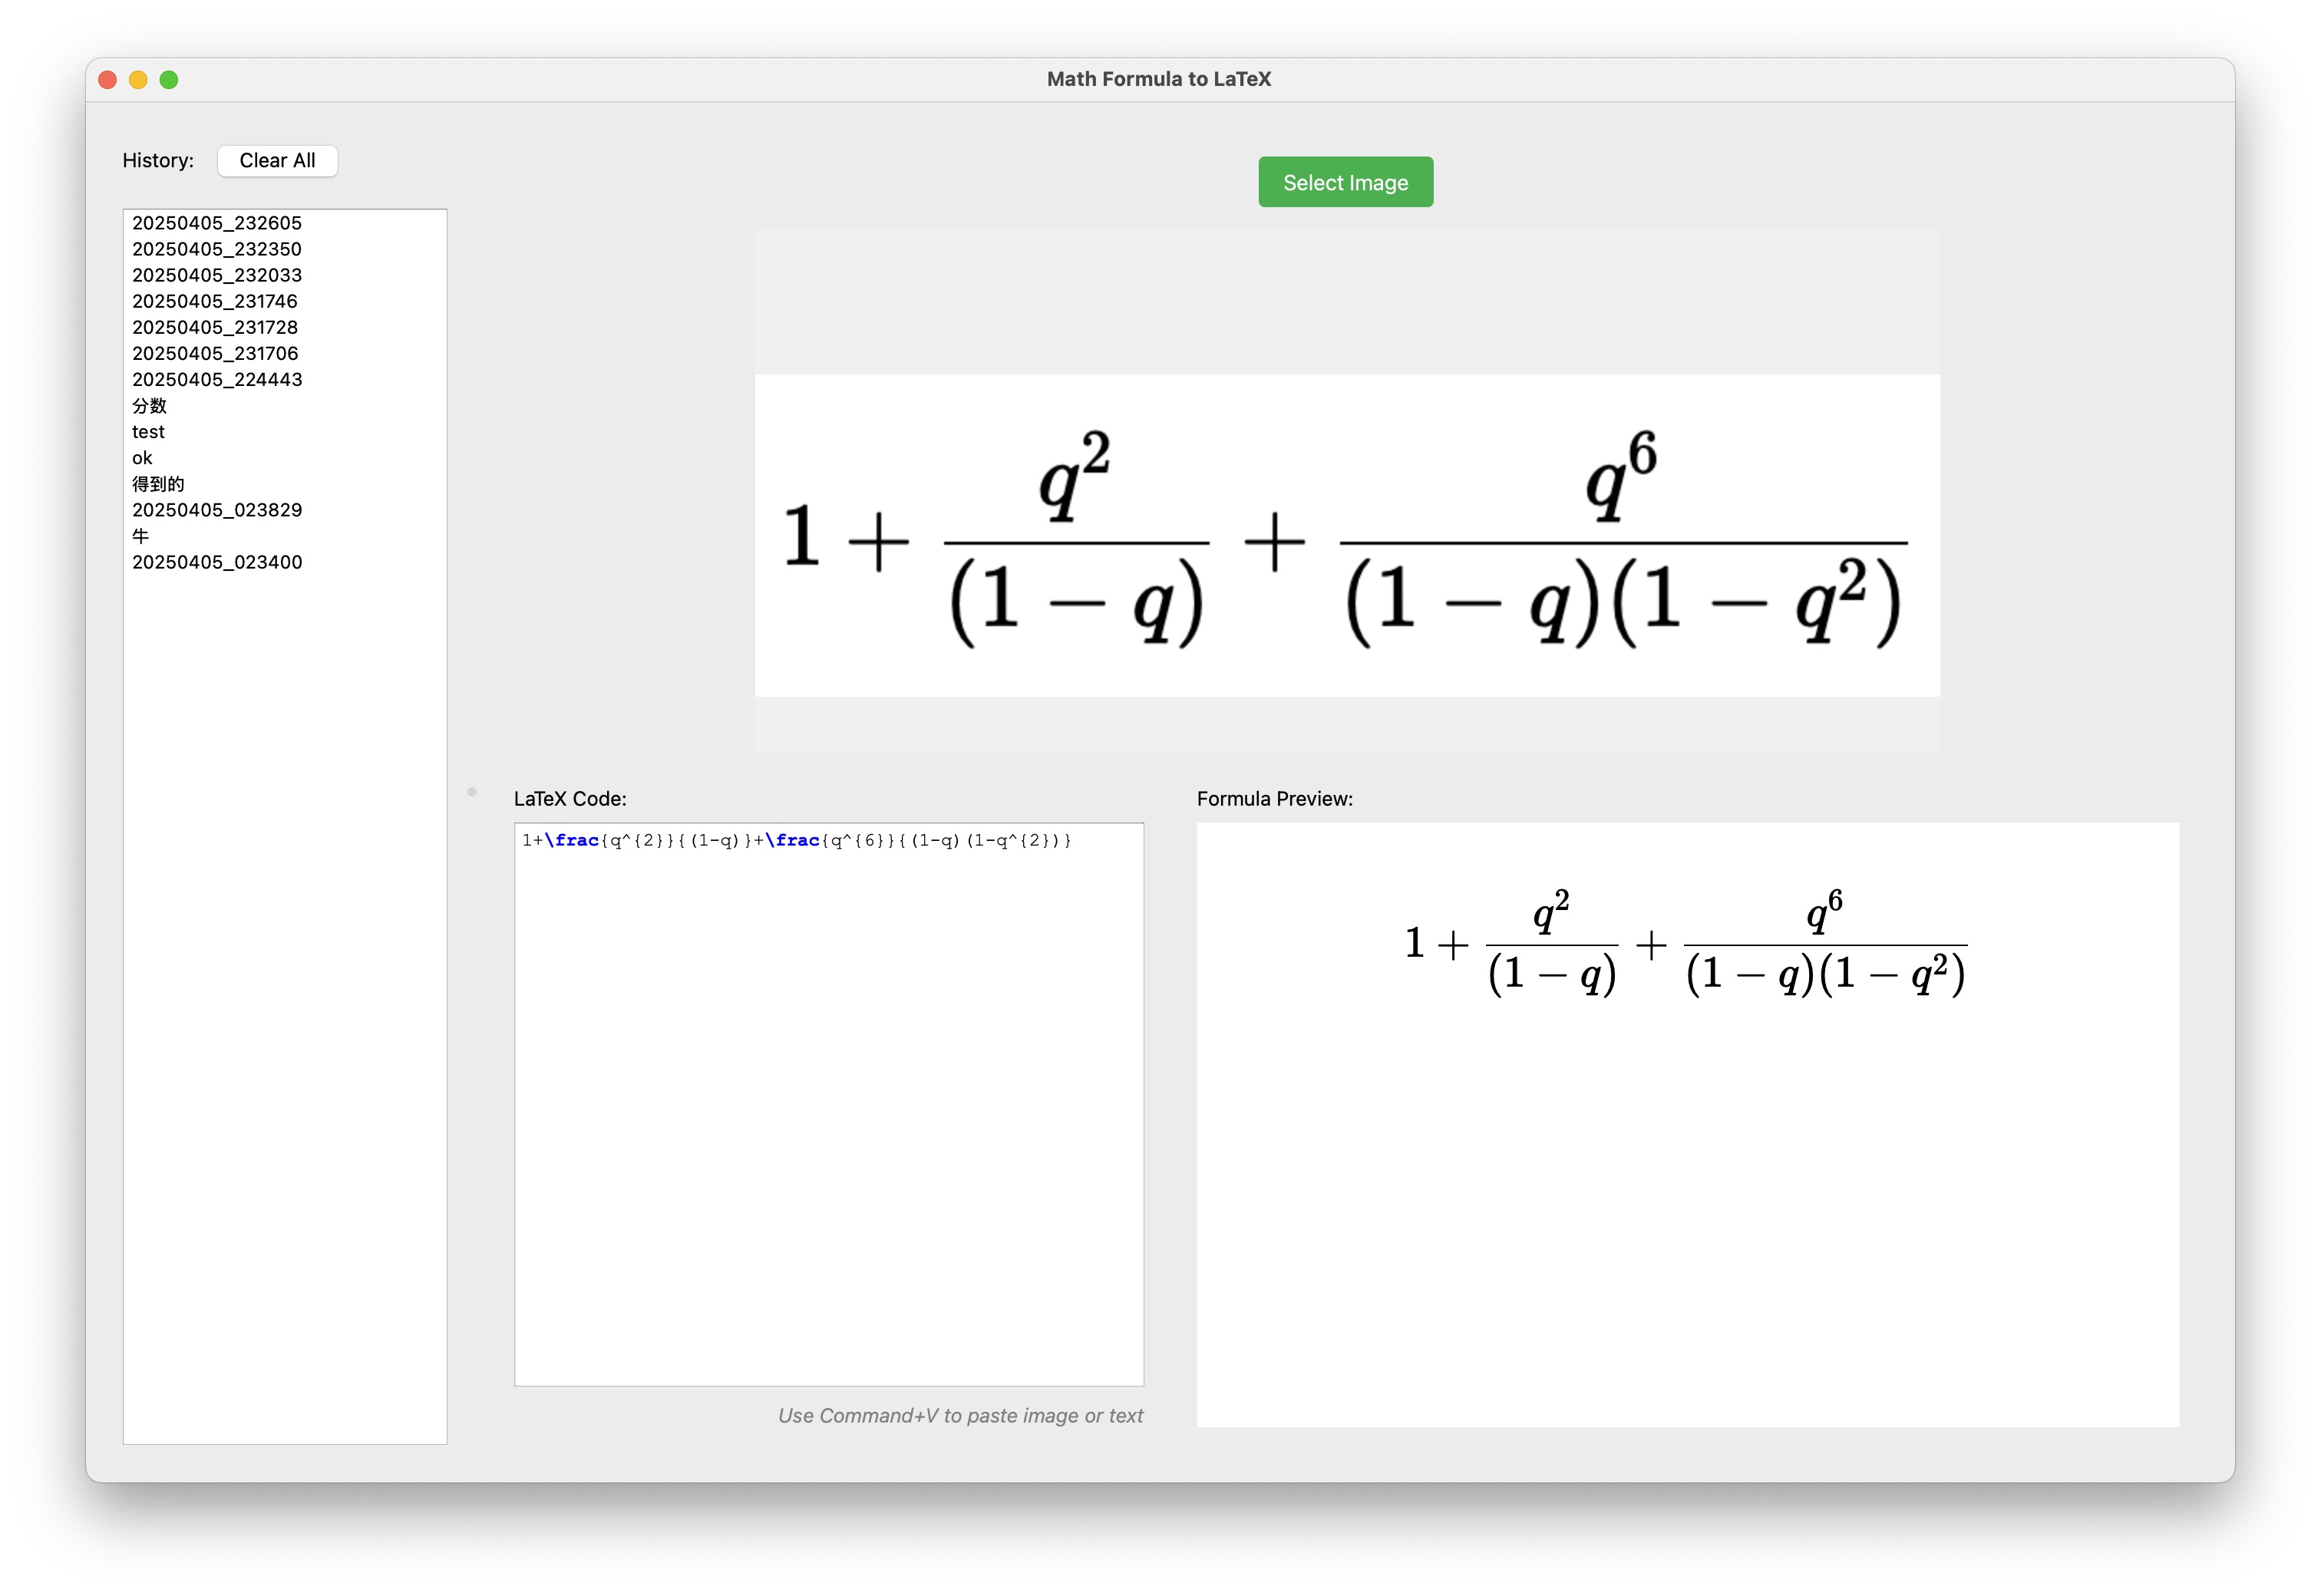 Math Formula to LaTeX
History:
Clear All
20250405_232605
20250405_232350
20250405_232033
20250405_231746
20250405_231728
20250405_231706
20250405_224443
分数
test
ok
得到的
20250405_023829
牛
20250405_023400
Select Image
1 + \frac{q^2}{(1 - q)} + \frac{q^6}{(1 - q)(1 - q^2)}
LaTeX Code:
1+\frac{q^{2}}{(1-q)}+\frac{q^{6}}{(1-q)(1-q^{2})}
Use Command+V to paste image or text
Formula Preview:
1 + \frac{q^2}{(1 - q)} + \frac{q^6}{(1 - q)(1 - q^2)}